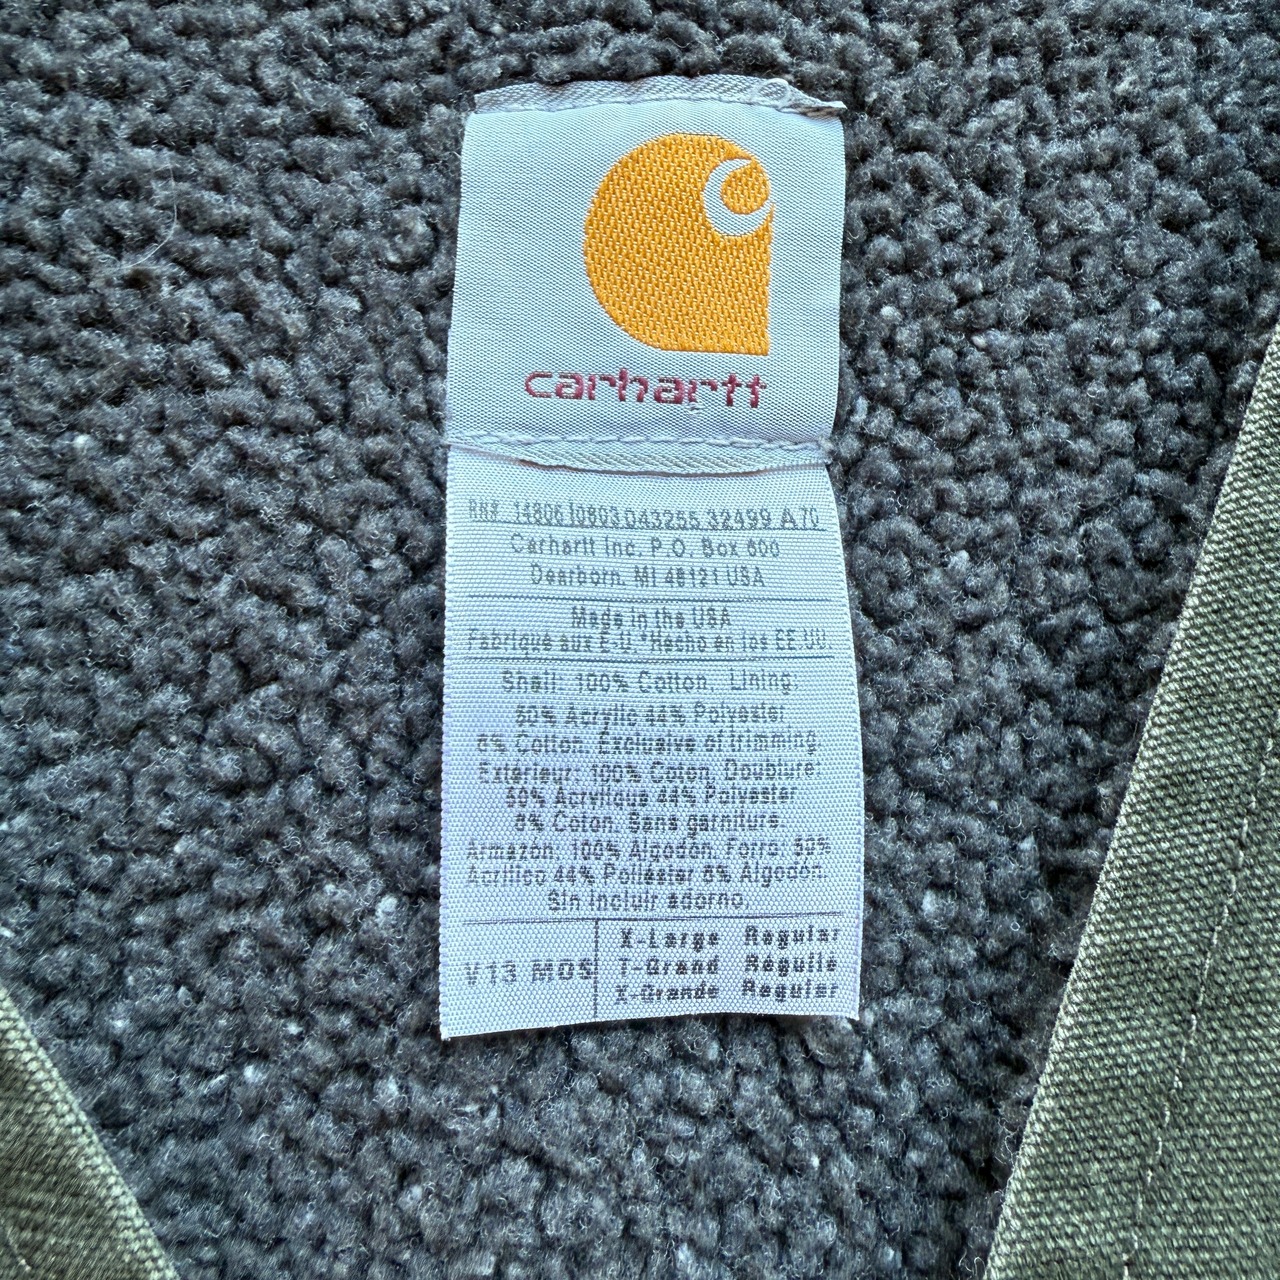 carhartt
RN# 14806 10803 043255 32499 A70
Carhartt Inc. P.O. Box 600
Dearborn, MI 48121 USA
Made in the USA
Fabriqué aux É-U. *Hecho en los EE UU
Shell: 100% Cotton. Lining:
50% Acrylic 44% Polyester
6% Cotton. Exclusive of trimming
Extérieur: 100% Coton. Doublure:
50% Acrylique 44% Polyester
6% Coton. Sans garniture.
Armazon: 100% Algodon. Forro: 50%
Acrilico 44% Poliester 6% Algodon.
Sin incluir adorno.
V13 MOS
X-Large Regular
T-Grand Regulie
X-Grande Regular